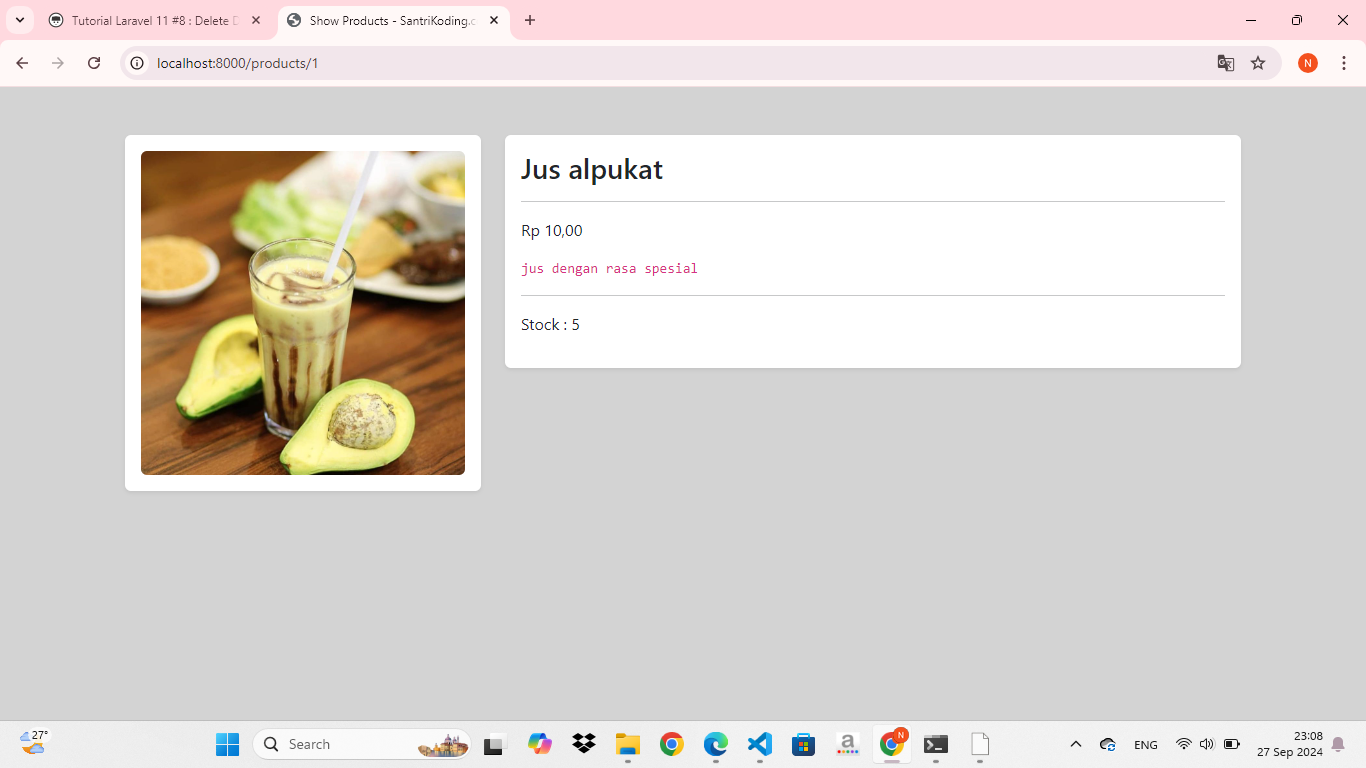 Tutorial Laravel 11 #8 : Delete D
Show Products - SantriKoding.c
localhost:8000/products/1
N
Jus alpukat
Rp 10,00
jus dengan rasa spesial
Stock : 5
27°
Search
a
N
ENG
23:08
27 Sep 2024